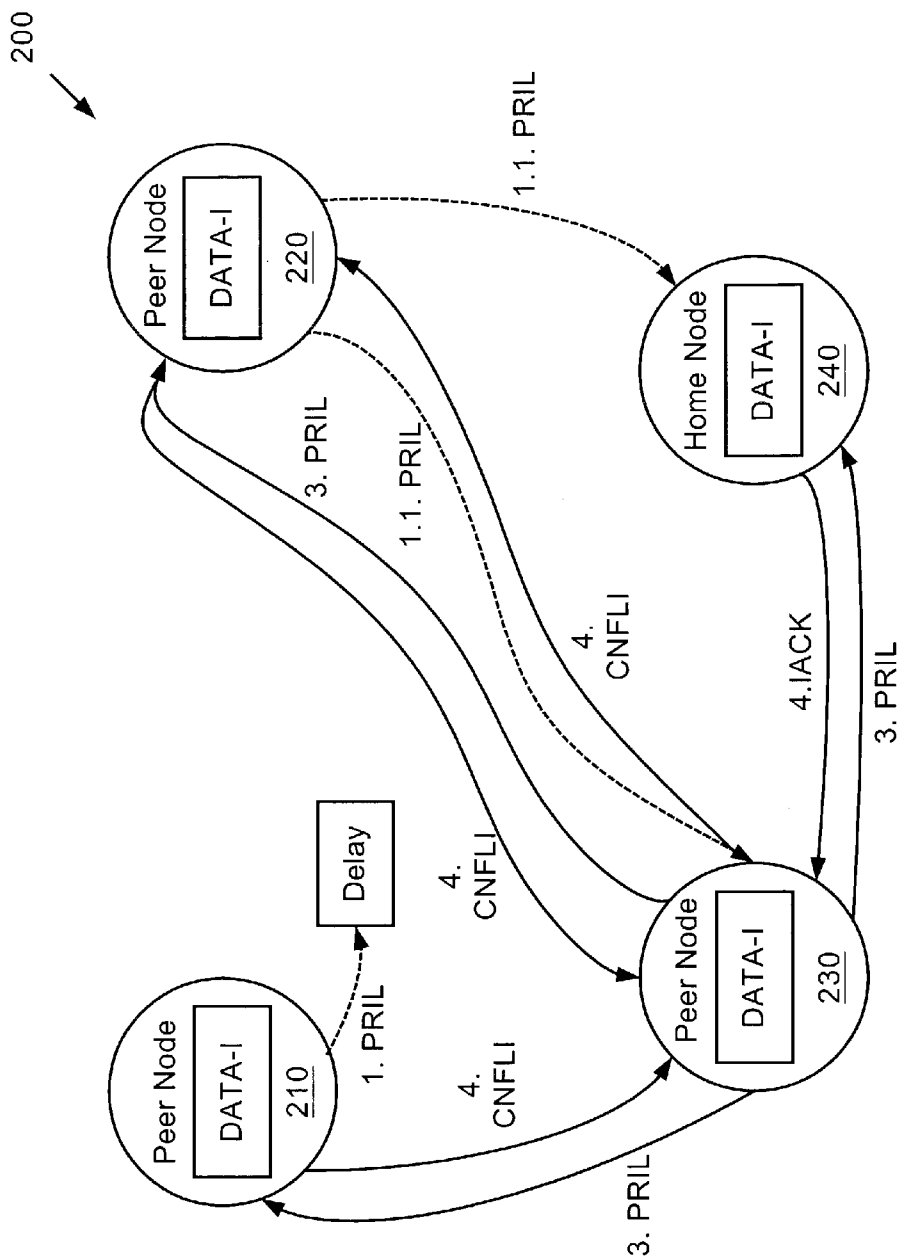 200
Peer Node
DATA-I
210
Peer Node
DATA-I
220
1. PRIL
Delay
3. PRIL
1.1. PRIL
1.1. PRIL
4.
CNFLI
4.
CNFLI
4.
CNFLI
3. PRIL
Peer Node
DATA-I
230
Home Node
DATA-I
240
4.IACK
3. PRIL